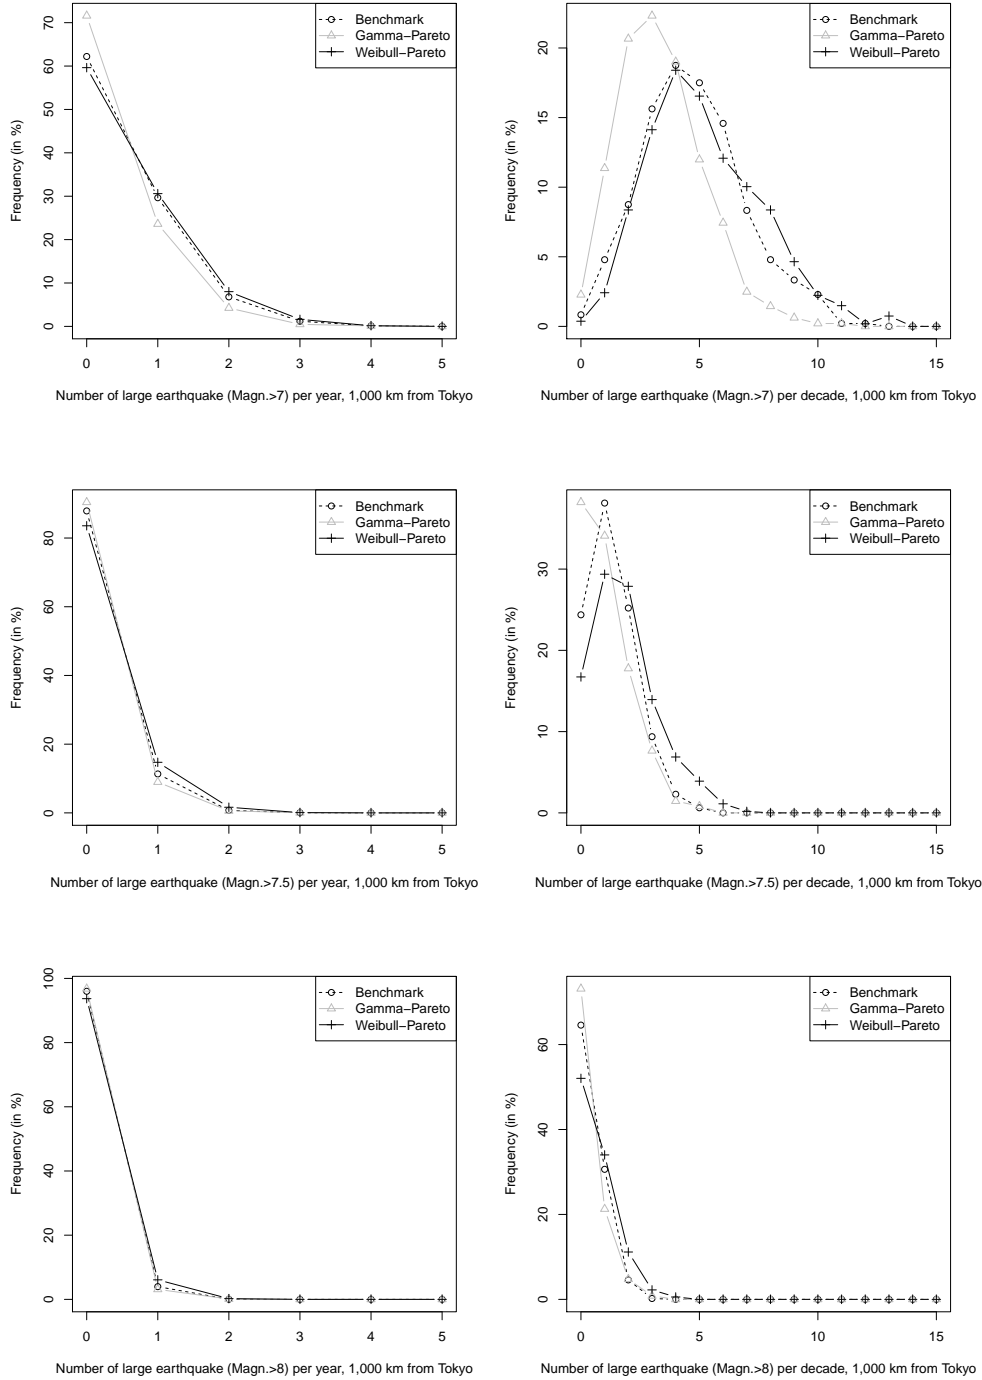 Benchmark
Gamma−Pareto
Weibull−Pareto
Frequency (in %)
0 10 20 30 40 50 60 70
0 1 2 3 4 5
Number of large earthquake (Magn.>7) per year, 1,000 km from Tokyo
Benchmark
Gamma−Pareto
Weibull−Pareto
Frequency (in %)
0 5 10 15 20
0 5 10 15
Number of large earthquake (Magn.>7) per decade, 1,000 km from Tokyo
Benchmark
Gamma−Pareto
Weibull−Pareto
Frequency (in %)
0 20 40 60 80
0 1 2 3 4 5
Number of large earthquake (Magn.>7.5) per year, 1,000 km from Tokyo
Benchmark
Gamma−Pareto
Weibull−Pareto
Frequency (in %)
0 10 20 30
0 5 10 15
Number of large earthquake (Magn.>7.5) per decade, 1,000 km from Tokyo
Benchmark
Gamma−Pareto
Weibull−Pareto
Frequency (in %)
0 20 40 60 80 100
0 1 2 3 4 5
Number of large earthquake (Magn.>8) per year, 1,000 km from Tokyo
Benchmark
Gamma−Pareto
Weibull−Pareto
Frequency (in %)
0 20 40 60
0 5 10 15
Number of large earthquake (Magn.>8) per decade, 1,000 km from Tokyo